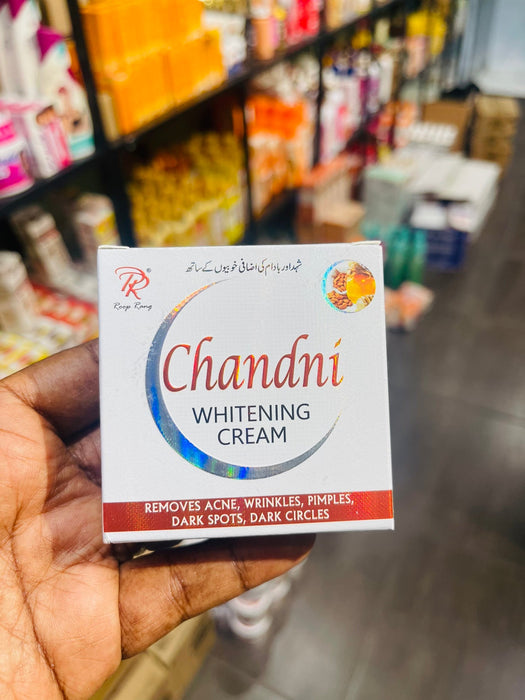 شہد اور بادام کی اضافی خوبیوں کے ساتھ
R®
Roop Rang
Chandni
WHITENING
CREAM
REMOVES ACNE, WRINKLES, PIMPLES,
DARK SPOTS, DARK CIRCLES